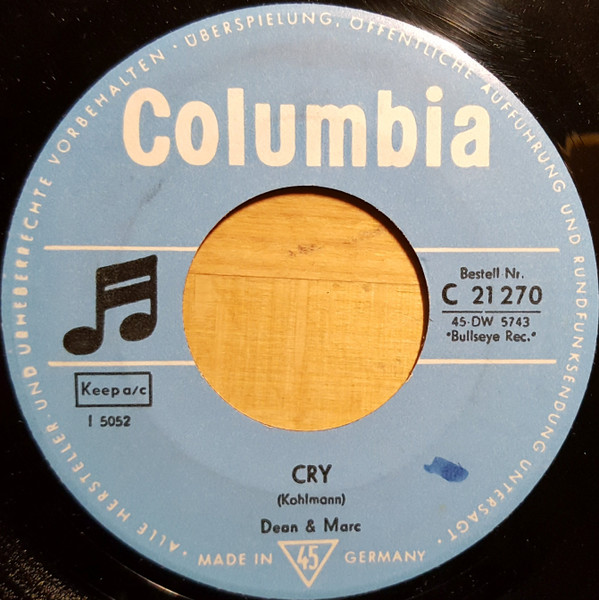 ALLE HERSTELLER- UND URHEBERRECHTE VORBEHALTEN · ÜBERSPIELUNG, ÖFFENTLICHE AUFFÜHRUNG UND RUNDFUNKSENDUNG UNTERSAGT ·
Columbia
Bestell-Nr.
C 21 270
45-DW 5743
"Bullseye Rec."
Keep a/c
I 5052
CRY
(Kohlmann)
Dean & Marc
MADE IN 45 GERMANY